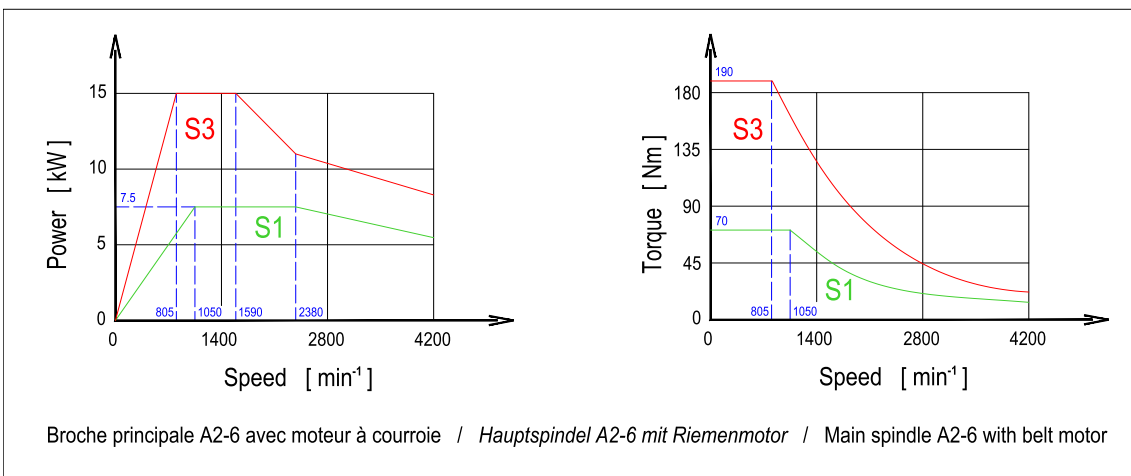 15
10
7.5
5
0
Power [ kW ]
S3
S1
805
1050
1590
2380
0
1400
2800
4200
Speed [ min-1 ]
190
180
135
90
70
45
0
Torque [ Nm ]
S3
S1
805
1050
0
1400
2800
4200
Speed [ min-1 ]
Broche principale A2-6 avec moteur à courroie / Hauptspindel A2-6 mit Riemenmotor / Main spindle A2-6 with belt motor